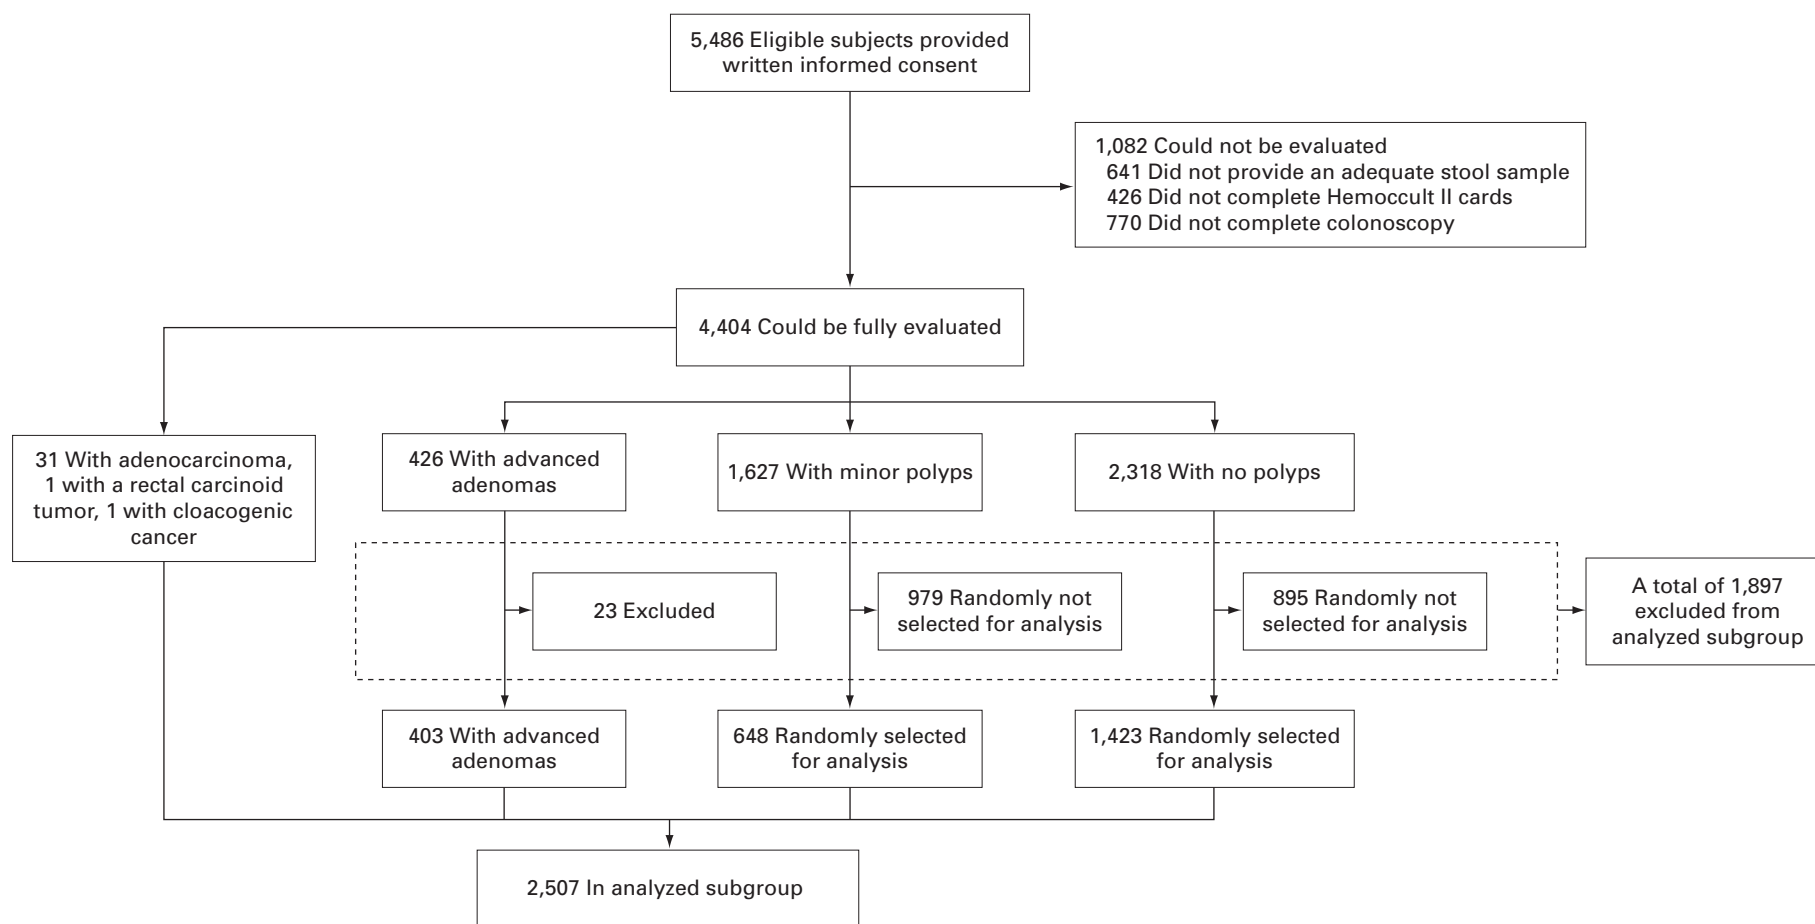 5,486 Eligible subjects provided
written informed consent
1,082 Could not be evaluated
641 Did not provide an adequate stool sample
426 Did not complete Hemoccult II cards
770 Did not complete colonoscopy
4,404 Could be fully evaluated
31 With adenocarcinoma,
1 with a rectal carcinoid
tumor, 1 with cloacogenic
cancer
426 With advanced
adenomas
1,627 With minor polyps
2,318 With no polyps
23 Excluded
979 Randomly not
selected for analysis
895 Randomly not
selected for analysis
A total of 1,897
excluded from
analyzed subgroup
403 With advanced
adenomas
648 Randomly selected
for analysis
1,423 Randomly selected
for analysis
2,507 In analyzed subgroup